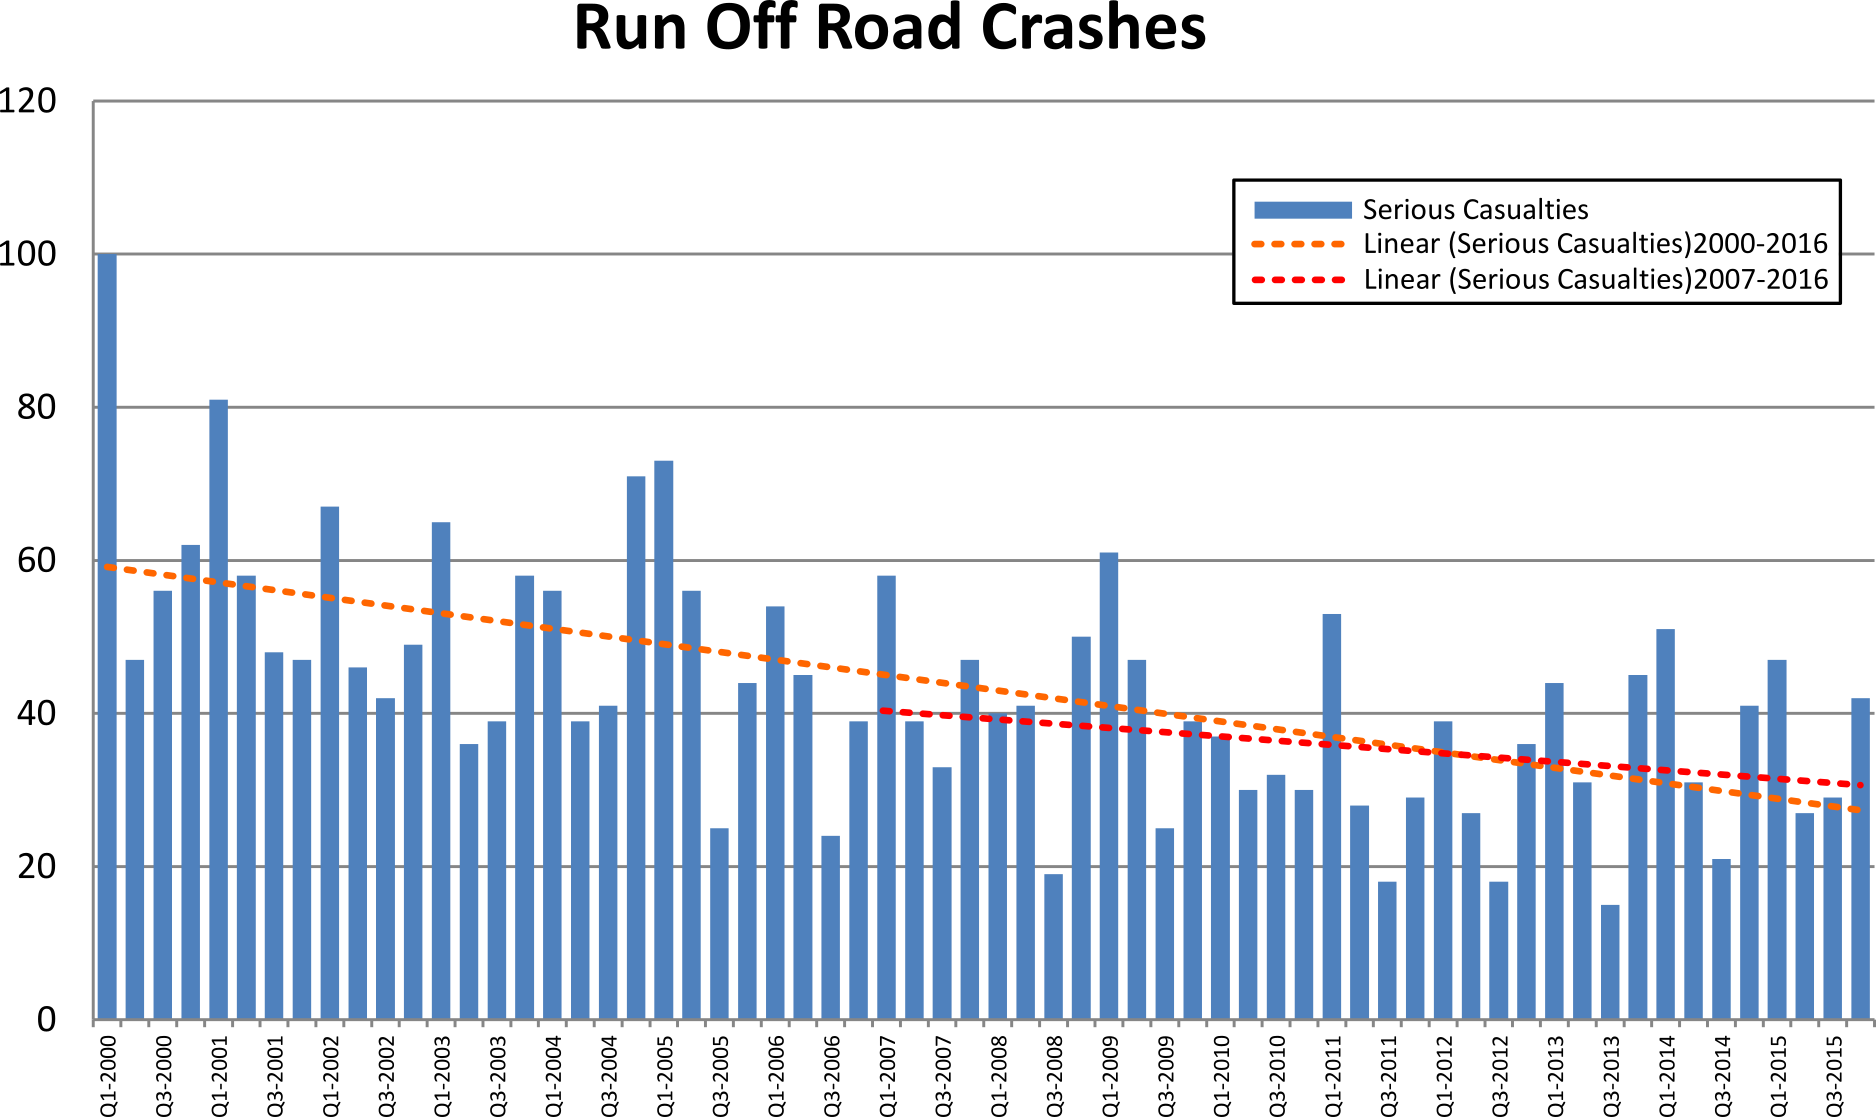 Run Off Road Crashes
120
100
80
60
40
20
0
Serious Casualties
Linear (Serious Casualties)2000-2016
Linear (Serious Casualties)2007-2016
Q1-2000
Q3-2000
Q1-20001
Q3-2001
Q1-2002
Q3-2002
Q1-2003
Q3-2003
Q1-2004
Q3-2004
Q1-2005
Q3-2005
Q1-2006
Q3-2006
Q1-2007
Q3-2007
Q1-2008
Q3-2008
Q1-2009
Q3-2009
Q1-2010
Q3-2010
Q1-2011
Q3-2011
Q1-2012
Q3-2012
Q1-2013
Q3-2013
Q1-2014
Q3-2014
Q1-2015
Q3-2015